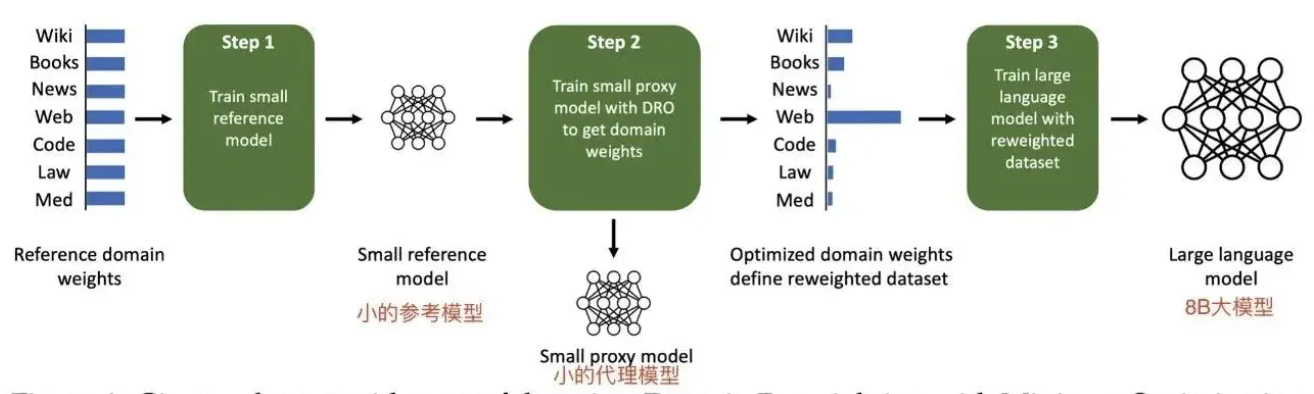 Wiki
Books
News
Web
Code
Law
Med
Reference domain
weights
Step 1
Train small
reference
model
Small reference
model
小的参考模型
Step 2
Train small proxy
model with DRO
to get domain
weights
Small proxy model
小的代理模型
Wiki
Books
News
Web
Code
Law
Med
Optimized domain weights
define reweighted dataset
Step 3
Train large
language
model with
reweighted
dataset
Large language
model
8B大模型